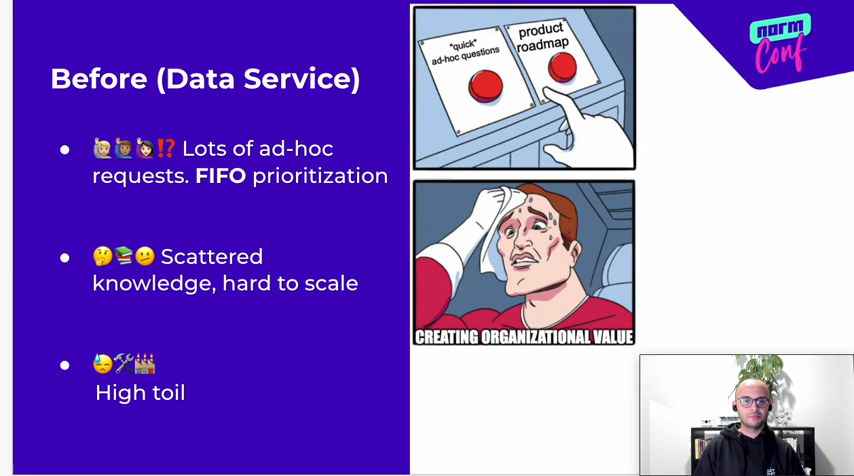 Before (Data Service)
🙋🏼🙋🏽‍♂️🙋🏻‍♀️⁉️ Lots of ad-hoc
requests. FIFO prioritization
🤔📚🫤 Scattered
knowledge, hard to scale
😓🛠️🏭
High toil
"quick"
ad-hoc questions
product
roadmap
CREATING ORGANIZATIONAL VALUE
norm
Conf